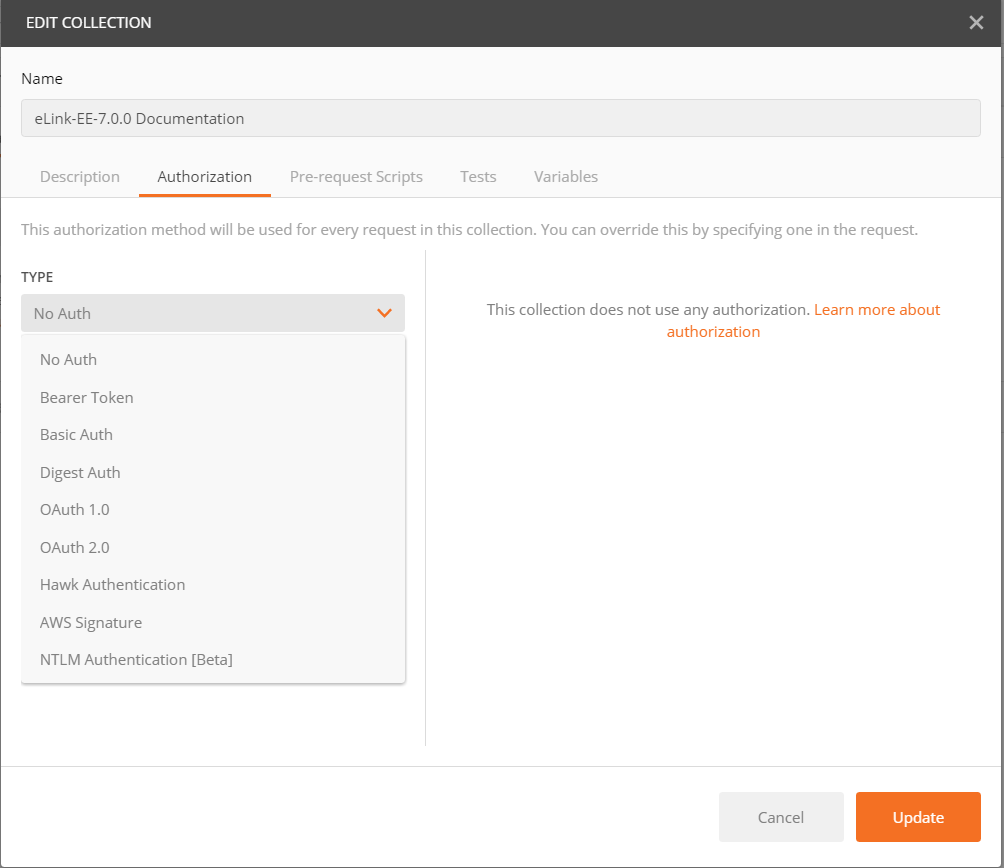 EDIT COLLECTION
Name
eLink-EE-7.0.0 Documentation
Description Authorization Pre-request Scripts Tests Variables
This authorization method will be used for every request in this collection. You can override this by specifying one in the request.
TYPE
No Auth
No Auth
Bearer Token
Basic Auth
Digest Auth
OAuth 1.0
OAuth 2.0
Hawk Authentication
AWS Signature
NTLM Authentication [Beta]
This collection does not use any authorization. Learn more about
authorization
Cancel Update